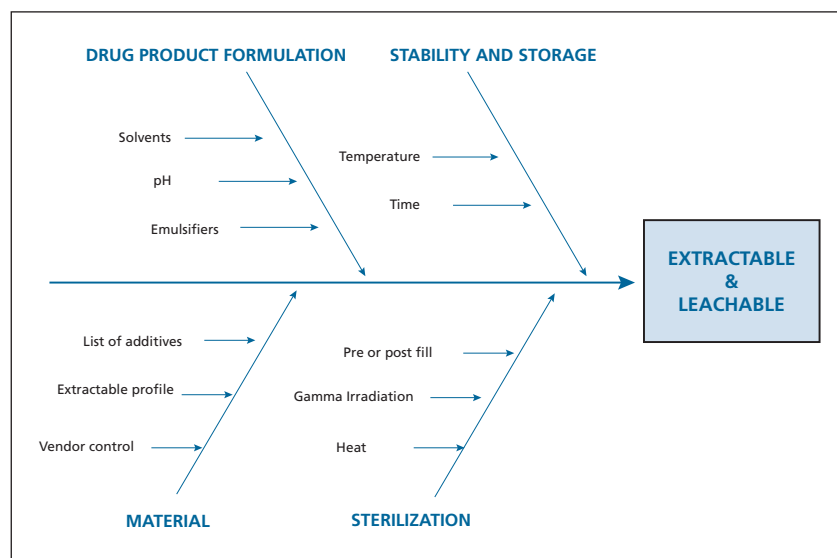 DRUG PRODUCT FORMULATION
STABILITY AND STORAGE
Solvents
Temperature
pH
Time
Emulsifiers
EXTRACTABLE
&
LEACHABLE
List of additives
Pre or post fill
Extractable profile
Gamma Irradiation
Vendor control
Heat
MATERIAL
STERILIZATION